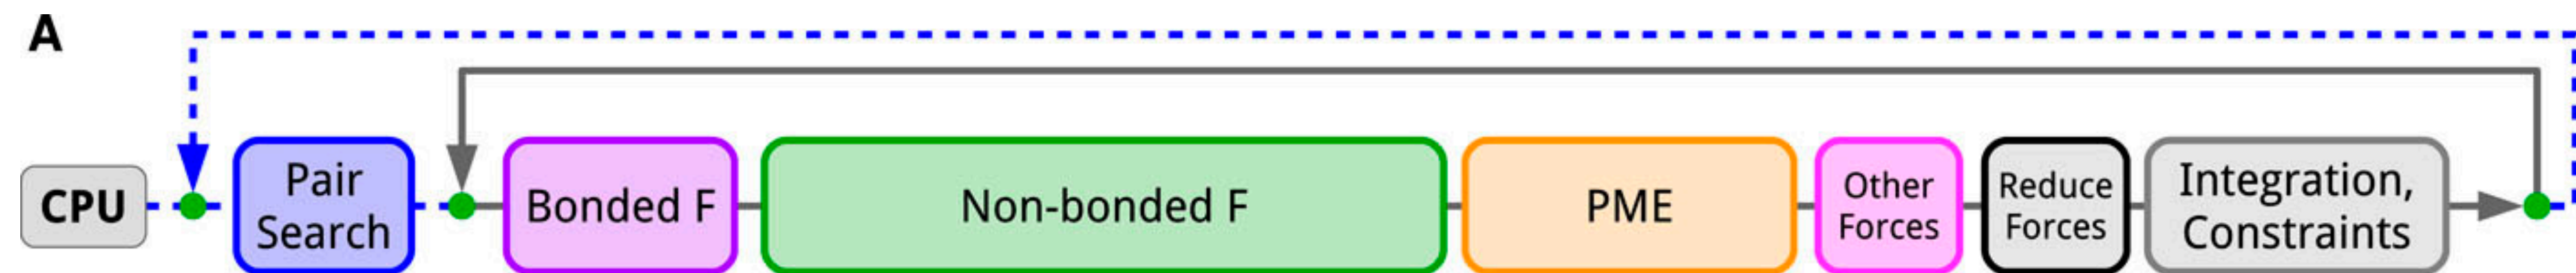 A
CPU
Pair
Search
Bonded F
Non-bonded F
PME
Other
Forces
Reduce
Forces
Integration,
Constraints